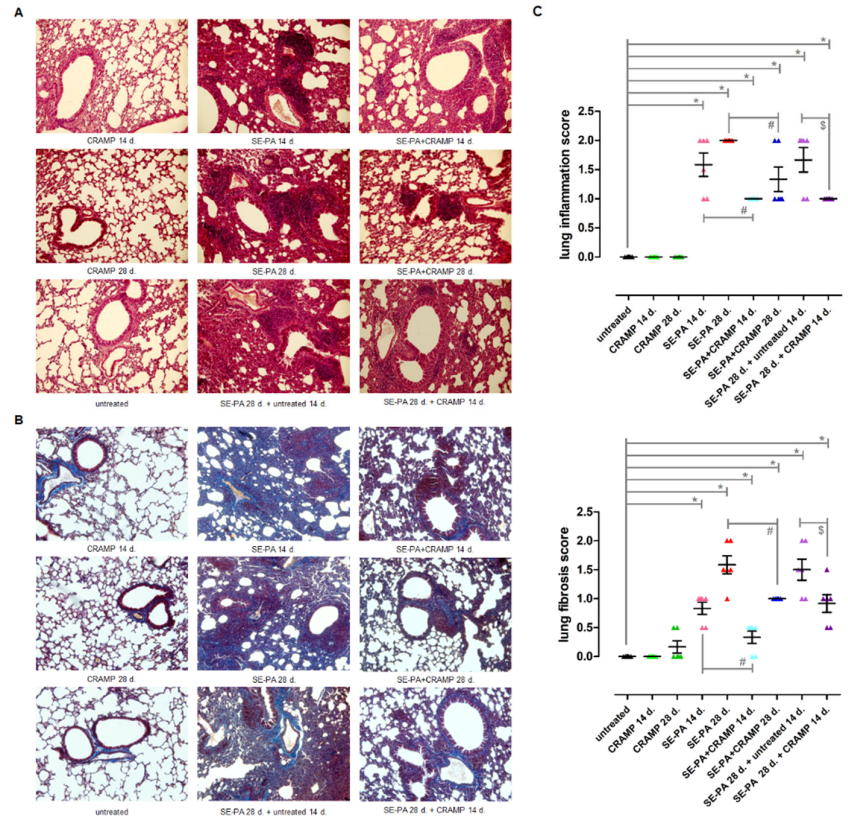 A
CRAMP 14 d.
SE-PA 14 d.
SE-PA+CRAMP 14 d.
CRAMP 28 d.
SE-PA 28 d.
SE-PA+CRAMP 28 d.
untreated
SE-PA 28 d. + untreated 14 d.
SE-PA 28 d. + CRAMP 14 d.
B
CRAMP 14 d.
SE-PA 14 d.
SE-PA+CRAMP 14 d.
CRAMP 28 d.
SE-PA 28 d.
SE-PA+CRAMP 28 d.
untreated
SE-PA 28 d. + untreated 14 d.
SE-PA 28 d. + CRAMP 14 d.
C
*
*
*
*
*
*
#
$
#
lung inflammation score
2.5
2.0
1.5
1.0
0.5
0.0
untreated
CRAMP 14 d.
CRAMP 28 d.
SE-PA 14 d.
SE-PA 28 d.
SE-PA+CRAMP 14 d.
SE-PA+CRAMP 28 d.
SE-PA 28 d. + untreated 14 d.
SE-PA 28 d. + CRAMP 14 d.
*
*
*
*
*
*
#
$
#
lung fibrosis score
2.5
2.0
1.5
1.0
0.5
0.0
untreated
CRAMP 14 d.
CRAMP 28 d.
SE-PA 14 d.
SE-PA 28 d.
SE-PA+CRAMP 14 d.
SE-PA+CRAMP 28 d.
SE-PA 28 d. + untreated 14 d.
SE-PA 28 d. + CRAMP 14 d.